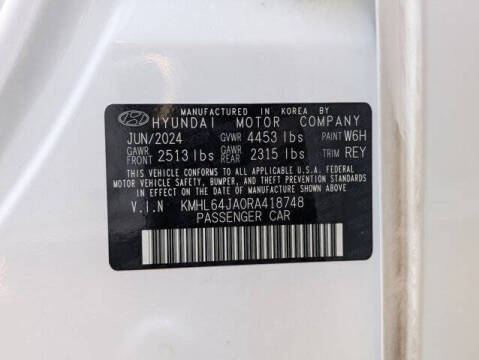 MANUFACTURED IN KOREA BY
HYUNDAI MOTOR COMPANY
JUN/2024 GVWR 4453 lbs PAINT W6H
GAWR FRONT 2513 lbs GAWR REAR 2315 lbs TRIM REY
THIS VEHICLE CONFORMS TO ALL APPLICABLE U.S.A. FEDERAL
MOTOR VEHICLE SAFETY, BUMPER, AND THEFT PREVENTION STANDARDS
IN EFFECT ON THE DATE OF MANUFACTURE SHOWN ABOVE.
V.I.N KMHL64JA0RA418748
PASSENGER CAR